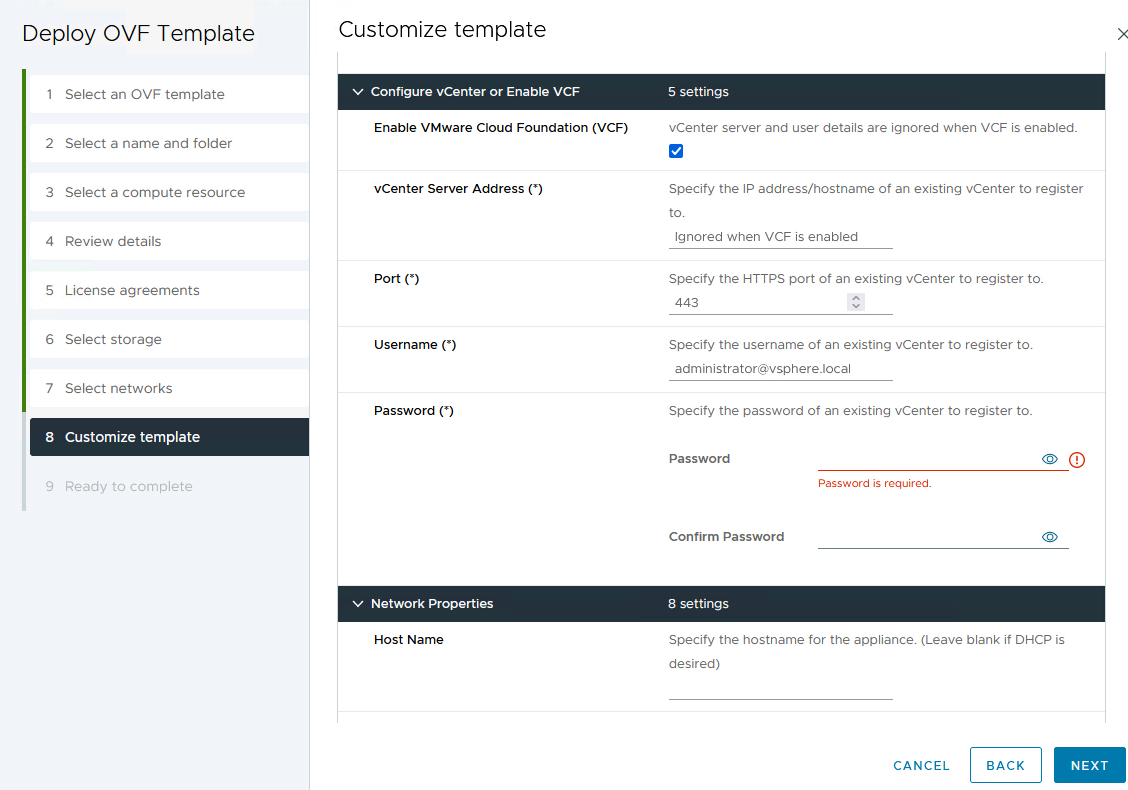 Deploy OVF Template
1 Select an OVF template
2 Select a name and folder
3 Select a compute resource
4 Review details
5 License agreements
6 Select storage
7 Select networks
8 Customize template
9 Ready to complete
Customize template
Configure vCenter or Enable VCF 5 settings
Enable VMware Cloud Foundation (VCF) vCenter server and user details are ignored when VCF is enabled.
vCenter Server Address (*) Specify the IP address/hostname of an existing vCenter to register
to.
Ignored when VCF is enabled
Port (*) Specify the HTTPS port of an existing vCenter to register to.
443
Username (*) Specify the username of an existing vCenter to register to.
administrator@vsphere.local
Password (*) Specify the password of an existing vCenter to register to.
Password
Password is required.
Confirm Password
Network Properties 8 settings
Host Name Specify the hostname for the appliance. (Leave blank if DHCP is
desired)
CANCEL BACK NEXT